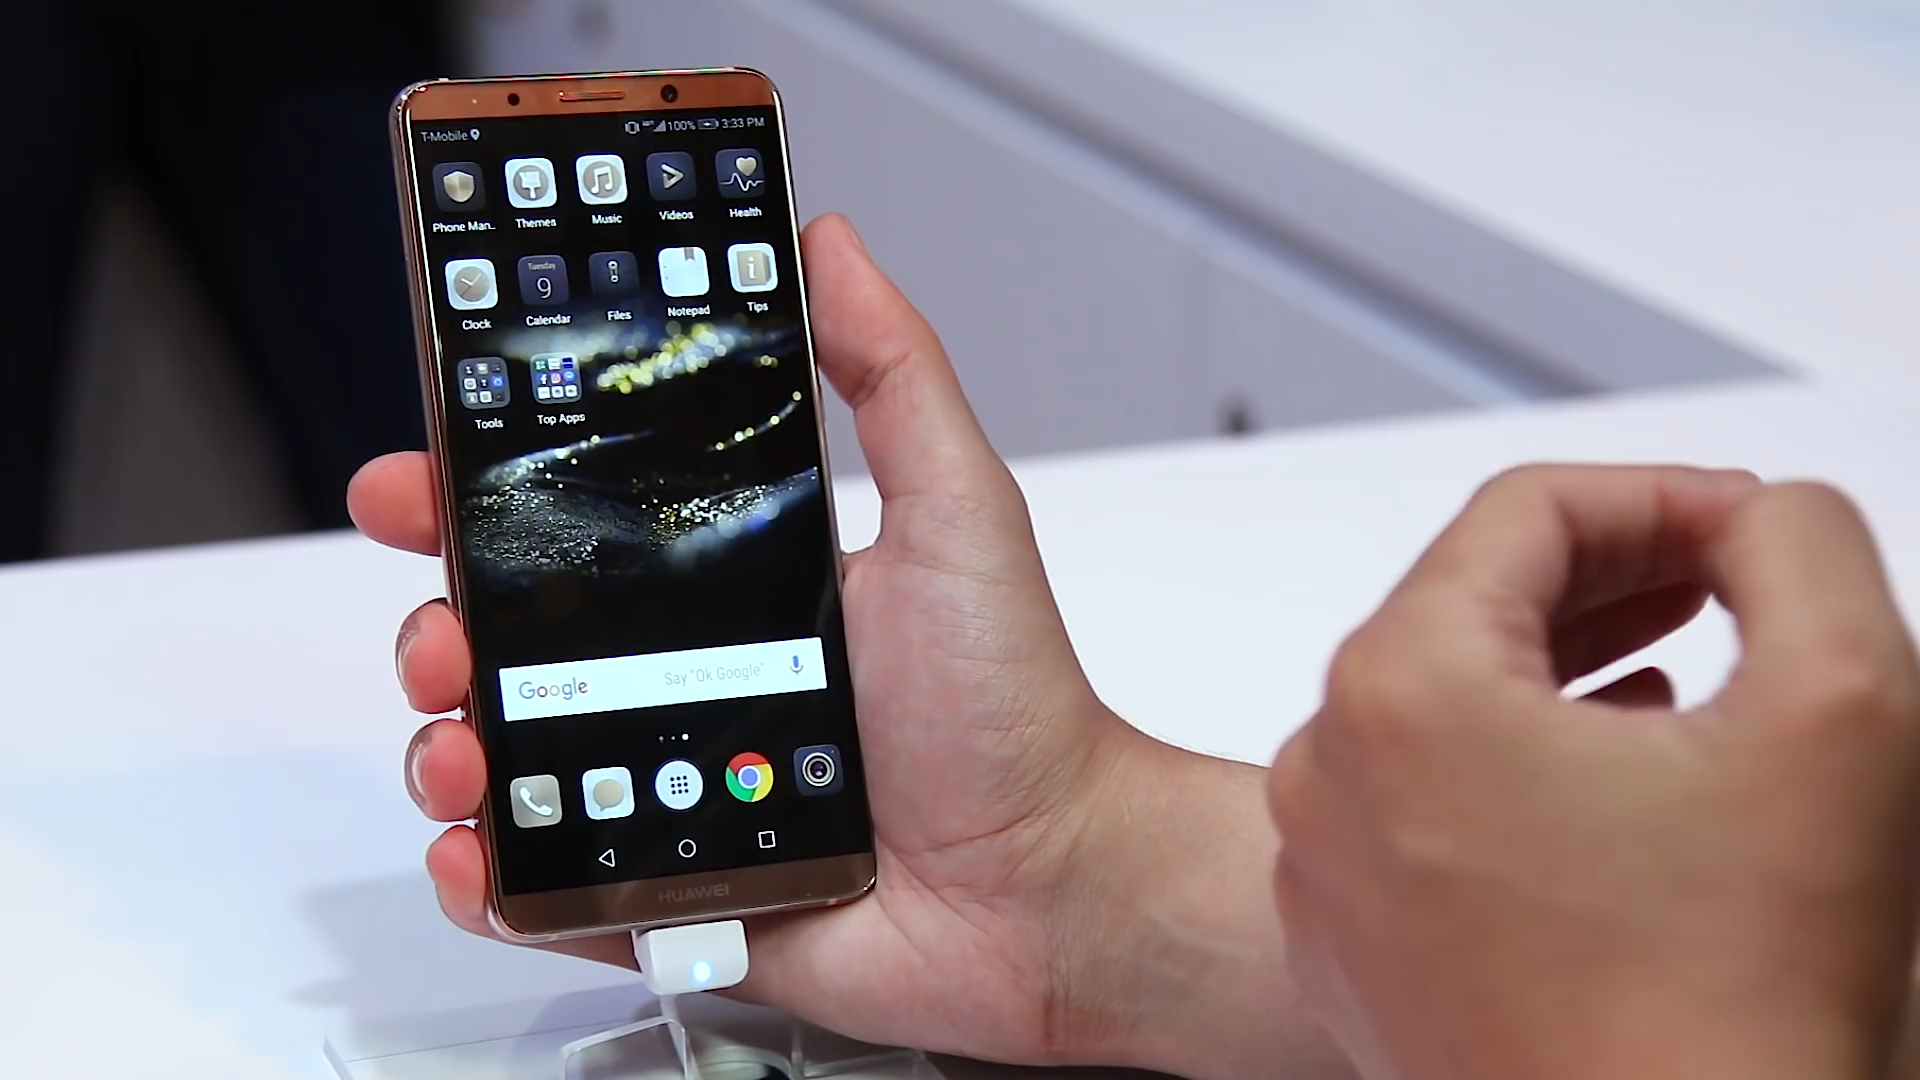 T-Mobile 100% 3:33 PM
Phone Man.. Themes Music Videos Health
Tuesday
9
Clock Calendar Files Notepad Tips
Tools Top Apps
Google Say "Ok Google"
HUAWEI